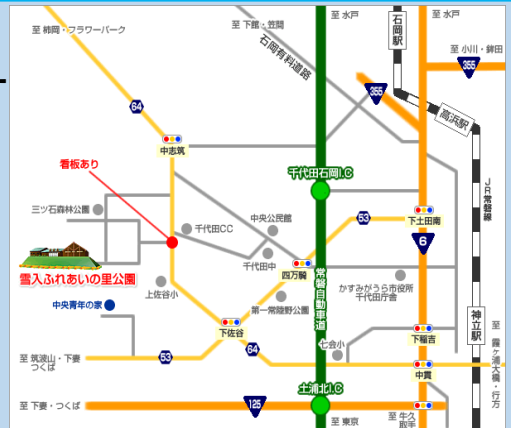 至 柿岡・フラワーパーク
至 下館・笠間
石岡有料道路
至 水戸
石岡駅
至 水戸
至 小川・鉾田
355
64
355
高浜駅
中志筑
看板あり
千代田石岡I.C
JR常磐線
三ツ石森林公園
千代田CC
中央公民館
63
下土田南
6
千代田中
四万騎
雪入ふれあいの里公園
上佐谷小
第一常陸野公園
常磐自動車道
かすみがうら市役所
千代田庁舎
中央青年の家
下佐谷
下稲吉
神立駅
至 霞ヶ浦大橋・行方
七会小
至 筑波山・下妻
つくば
53
64
中貫
土浦北I.C
至 下妻・つくば
125
至 東京
至 牛久
取手